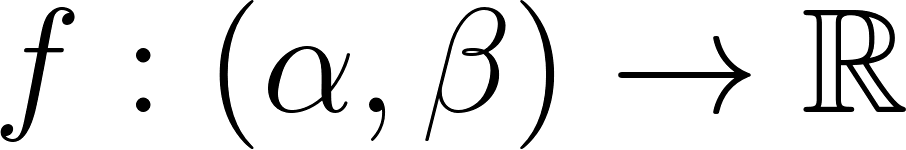 f : (α, β) → ℝ